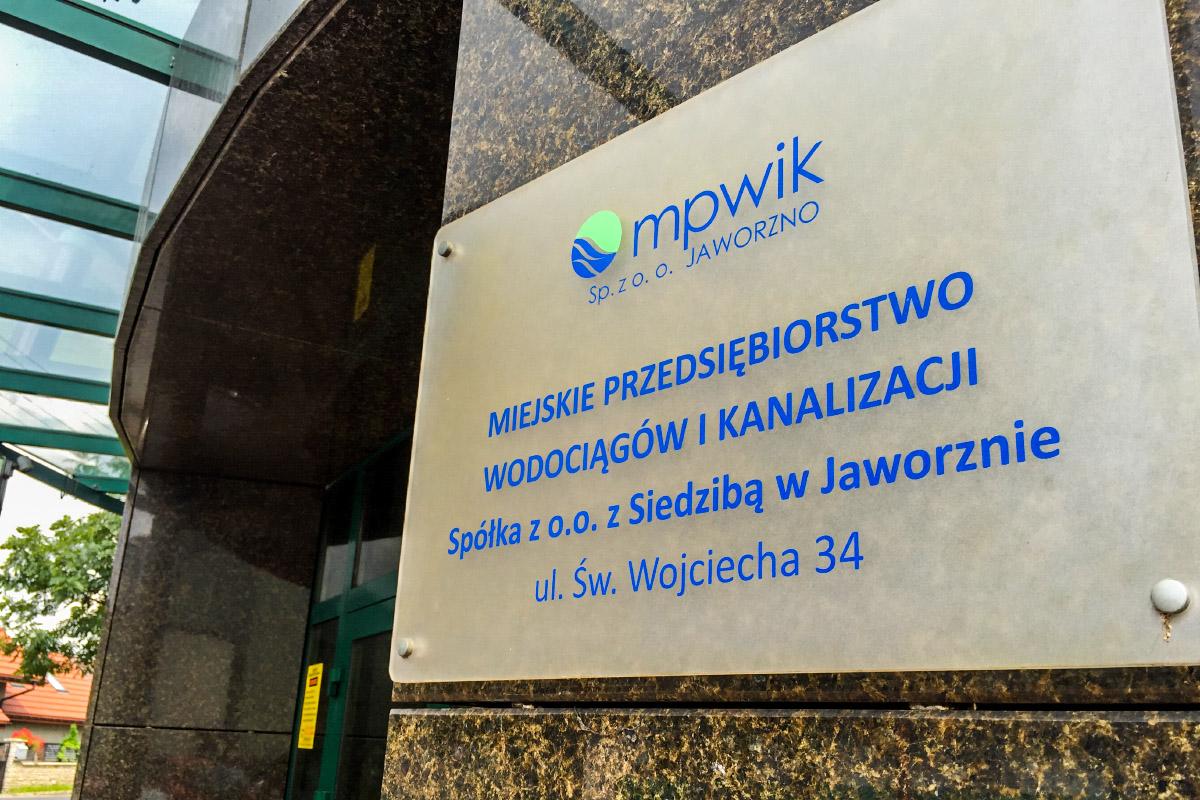 mpwik
Sp. z o. o. JAWORZNO
MIEJSKIE PRZEDSIĘBIORSTWO
WODOCIĄGÓW I KANALIZACJI
Spółka z o.o. z Siedzibą w Jaworznie
ul. Św. Wojciecha 34